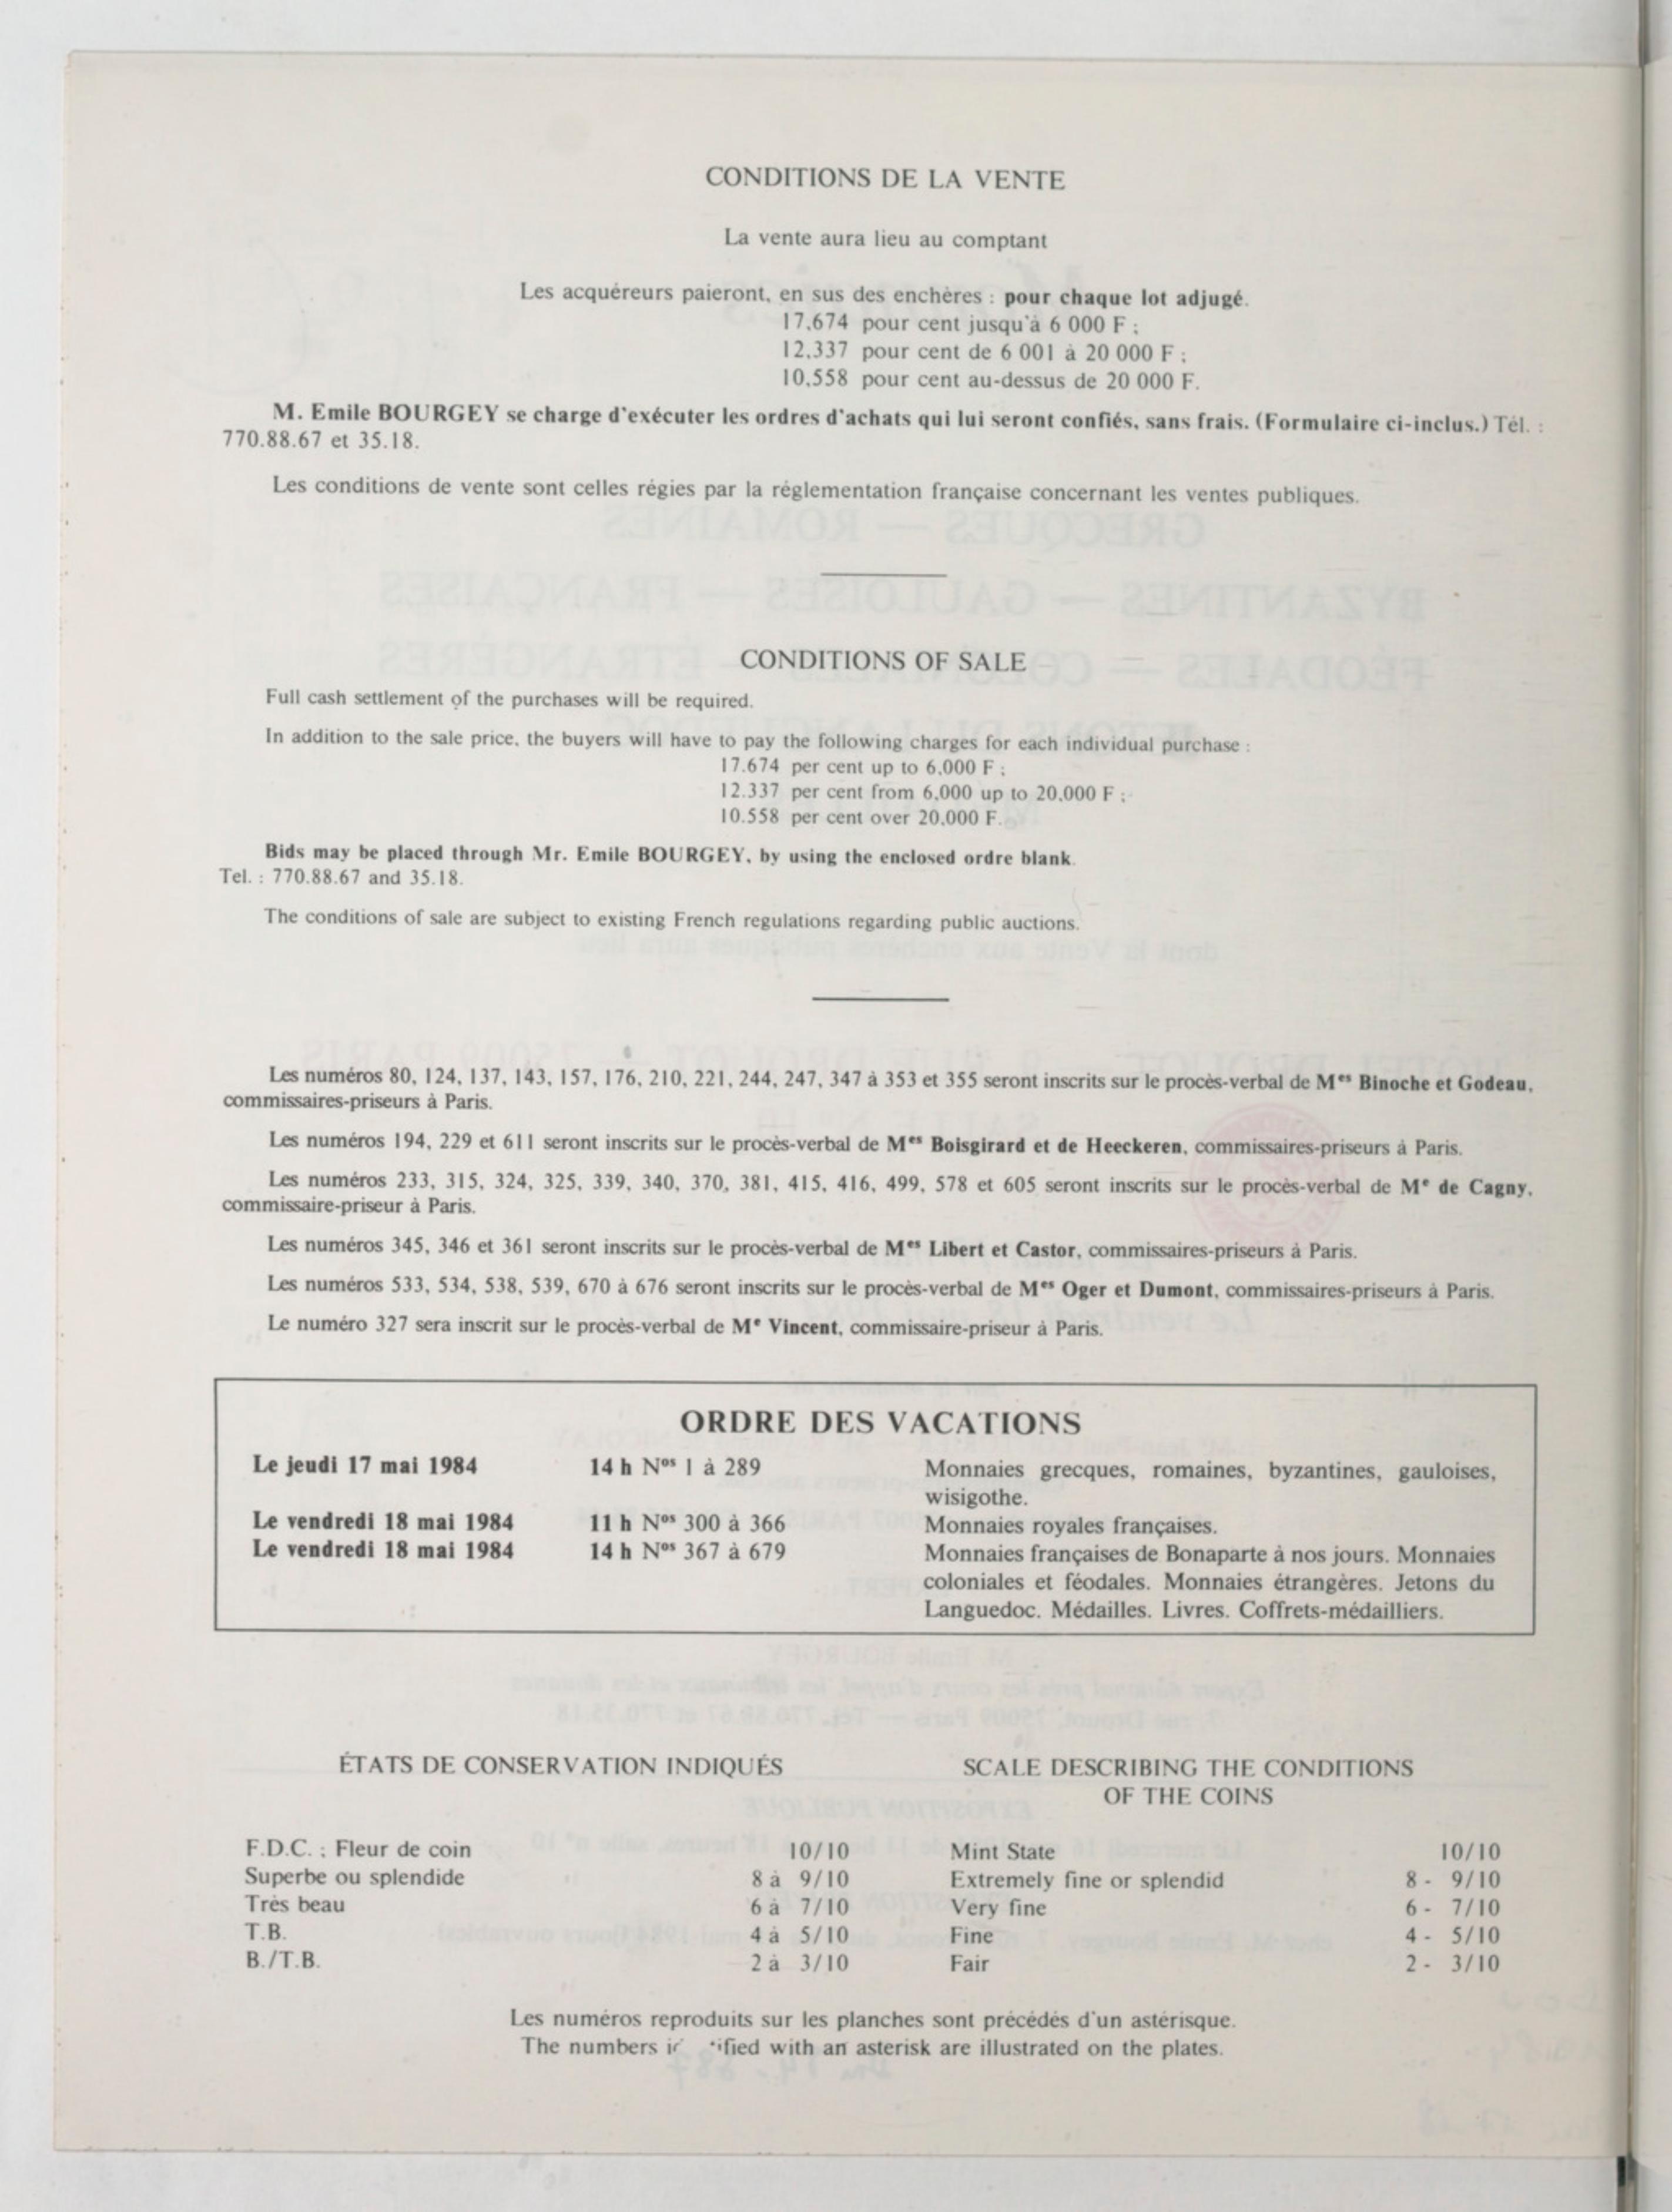 CONDITIONS DE LA VENTE
La vente aura lieu au comptant
Les acquéreurs paieront, en sus des enchères : pour chaque lot adjugé.
17,674 pour cent jusqu'à 6 000 F ;
12,337 pour cent de 6 001 à 20 000 F ;
10,558 pour cent au-dessus de 20 000 F.
M. Emile BOURGEY se charge d'exécuter les ordres d'achats qui lui seront confiés, sans frais. (Formulaire ci-inclus.) Tél. :
770.88.67 et 35.18.
Les conditions de vente sont celles régies par la réglementation française concernant les ventes publiques.
CONDITIONS OF SALE
Full cash settlement of the purchases will be required.
In addition to the sale price, the buyers will have to pay the following charges for each individual purchase :
17.674 per cent up to 6,000 F ;
12.337 per cent from 6,000 up to 20,000 F ;
10.558 per cent over 20,000 F.
Bids may be placed through Mr. Emile BOURGEY, by using the enclosed ordre blank.
Tel. : 770.88.67 and 35.18.
The conditions of sale are subject to existing French regulations regarding public auctions.
Les numéros 80, 124, 137, 143, 157, 176, 210, 221, 244, 247, 347 à 353 et 355 seront inscrits sur le procès-verbal de Mes Binoche et Godeau,
commissaires-priseurs à Paris.
Les numéros 194, 229 et 611 seront inscrits sur le procès-verbal de Mes Boisgirard et de Heeckeren, commissaires-priseurs à Paris.
Les numéros 233, 315, 324, 325, 339, 340, 370, 381, 415, 416, 499, 578 et 605 seront inscrits sur le procès-verbal de Me de Cagny,
commissaire-priseur à Paris.
Les numéros 345, 346 et 361 seront inscrits sur le procès-verbal de Mes Libert et Castor, commissaires-priseurs à Paris.
Les numéros 533, 534, 538, 539, 670 à 676 seront inscrits sur le procès-verbal de Mes Oger et Dumont, commissaires-priseurs à Paris.
Le numéro 327 sera inscrit sur le procès-verbal de Me Vincent, commissaire-priseur à Paris.
ORDRE DES VACATIONS
Le jeudi 17 mai 1984 14 h Nos 1 à 289 Monnaies grecques, romaines, byzantines, gauloises,
wisigothe.
Le vendredi 18 mai 1984 11 h Nos 300 à 366 Monnaies royales françaises.
Le vendredi 18 mai 1984 14 h Nos 367 à 679 Monnaies françaises de Bonaparte à nos jours. Monnaies
coloniales et féodales. Monnaies étrangères. Jetons du
Languedoc. Médailles. Livres. Coffrets-médailliers.
ÉTATS DE CONSERVATION INDIQUÉS
F.D.C. : Fleur de coin 10/10
Superbe ou splendide 8 à 9/10
Très beau 6 à 7/10
T.B. 4 à 5/10
B./T.B. 2 à 3/10
SCALE DESCRIBING THE CONDITIONS
OF THE COINS
Mint State 10/10
Extremely fine or splendid 8 - 9/10
Very fine 6 - 7/10
Fine 4 - 5/10
Fair 2 - 3/10
Les numéros reproduits sur les planches sont précédés d'un astérisque.
The numbers with an asterisk are illustrated on the plates.